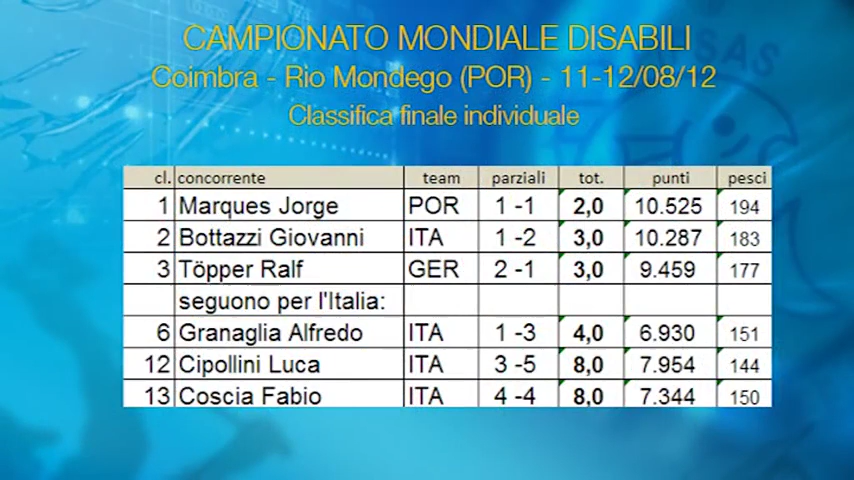 CAMPIONATO MONDIALE DISABILI
Coimbra - Rio Mondego (POR) - 11-12/08/12
Classifica finale individuale
cl. concorrente team parziali tot. punti pesci
1 Marques Jorge POR 1 -1 2,0 10.525 194
2 Bottazzi Giovanni ITA 1 -2 3,0 10.287 183
3 Töpper Ralf GER 2 -1 3,0 9.459 177
seguono per l'Italia:
6 Granaglia Alfredo ITA 1 -3 4,0 6.930 151
12 Cipollini Luca ITA 3 -5 8,0 7.954 144
13 Coscia Fabio ITA 4 -4 8,0 7.344 150